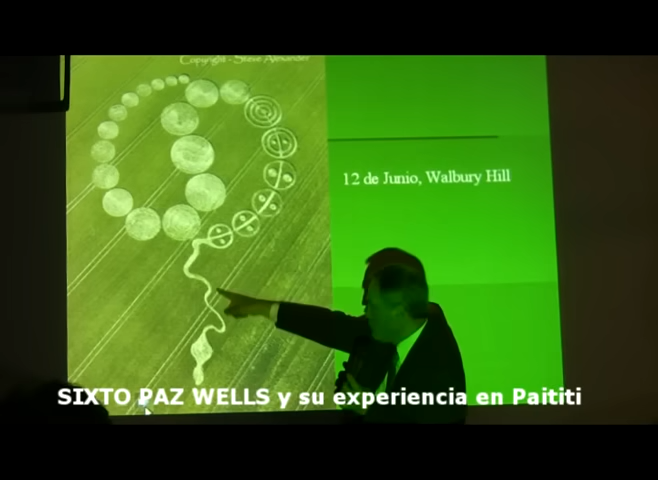 Copyright - Steve Alexander
12 de Junio, Walbury Hill
SIXTO PAZ WELLS y su experiencia en Paititi